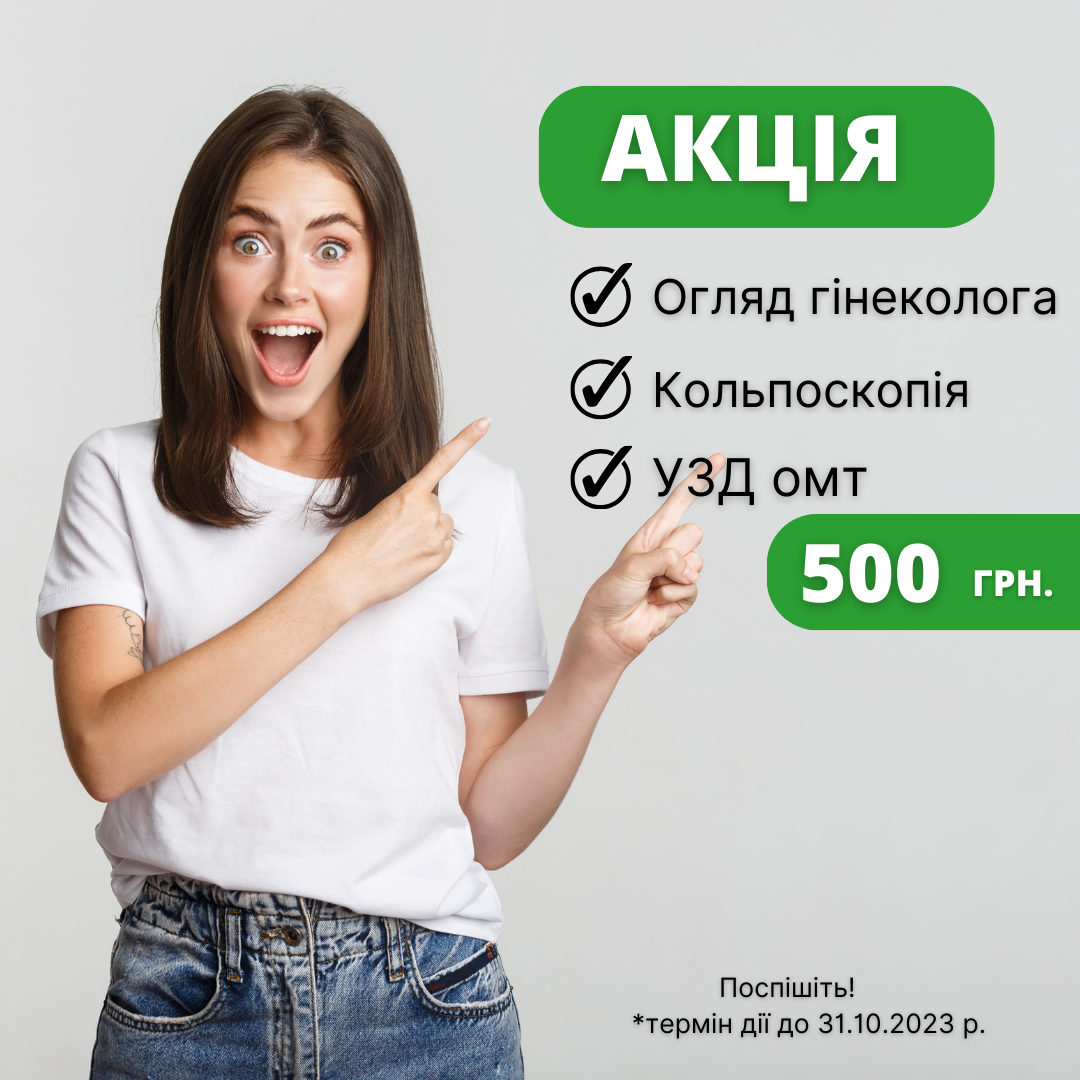 АКЦІЯ
Огляд гінеколога
Кольпоскопія
УЗД омт
500 ГРН.
Поспішіть!
*термін дії до 31.10.2023 р.